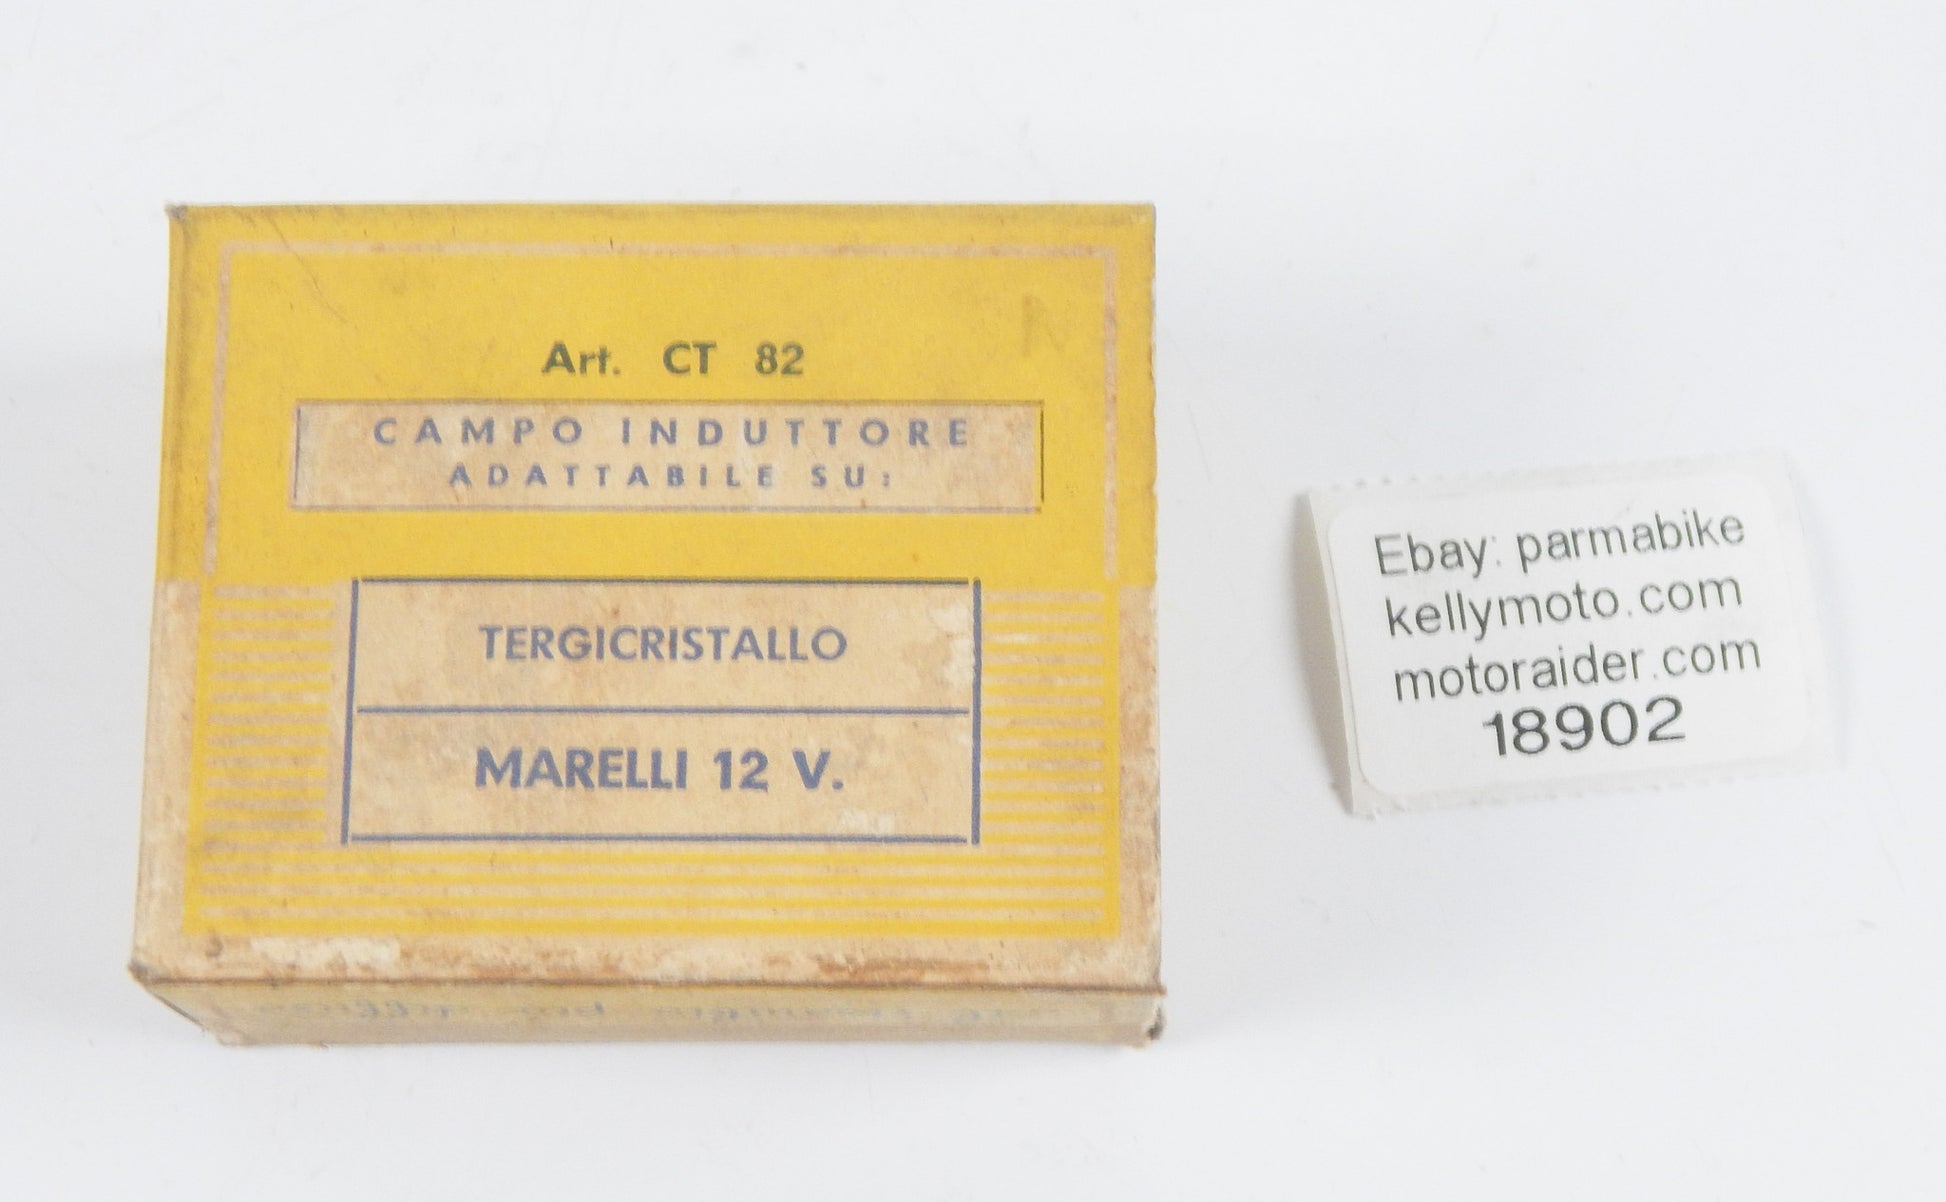 Art. CT 82
CAMPO INDUTTORE
ADATTABILE SU:
TERGICRISTALLO
MARELLI 12 V.
Ebay: parmabike
kellymoto.com
motoraider.com
18902